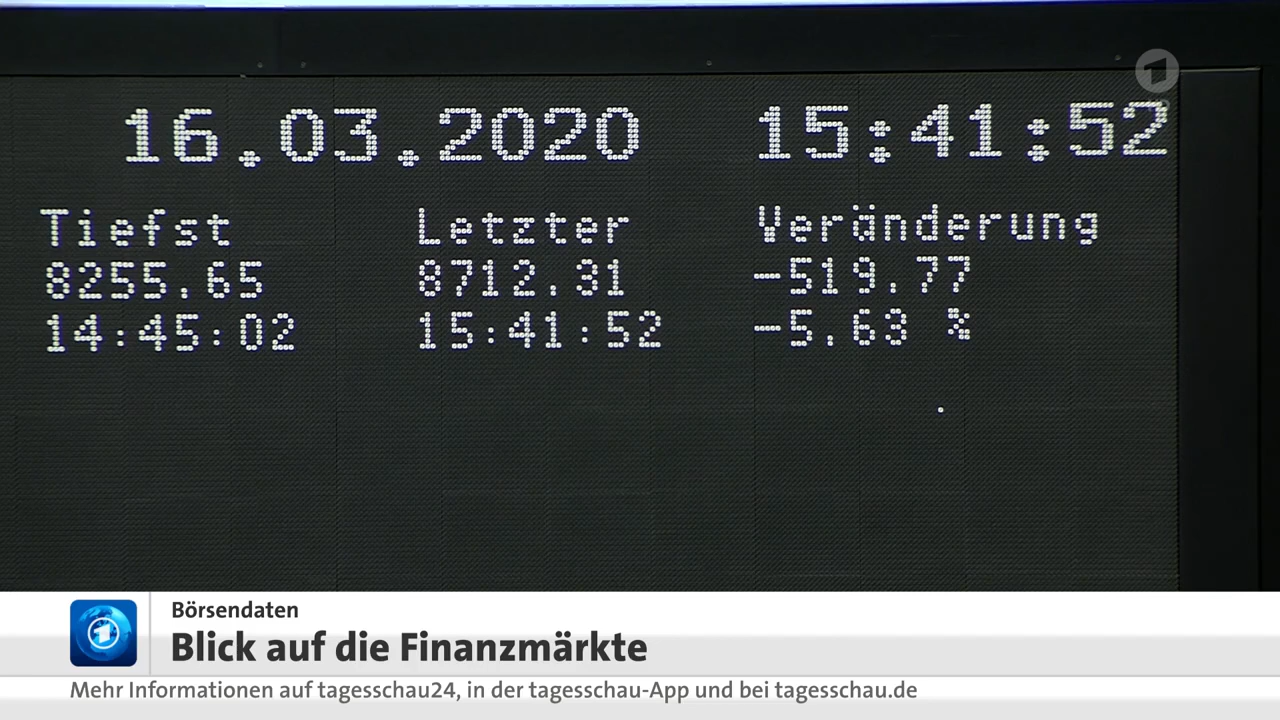 16.03.2020 15:41:52
Tiefst Letzter Veränderung
8255.65 8712.31 -519.77
14:45:02 15:41:52 -5.63 %
Börsendaten
Blick auf die Finanzmärkte
Mehr Informationen auf tagesschau24, in der tagesschau-App und bei tagesschau.de